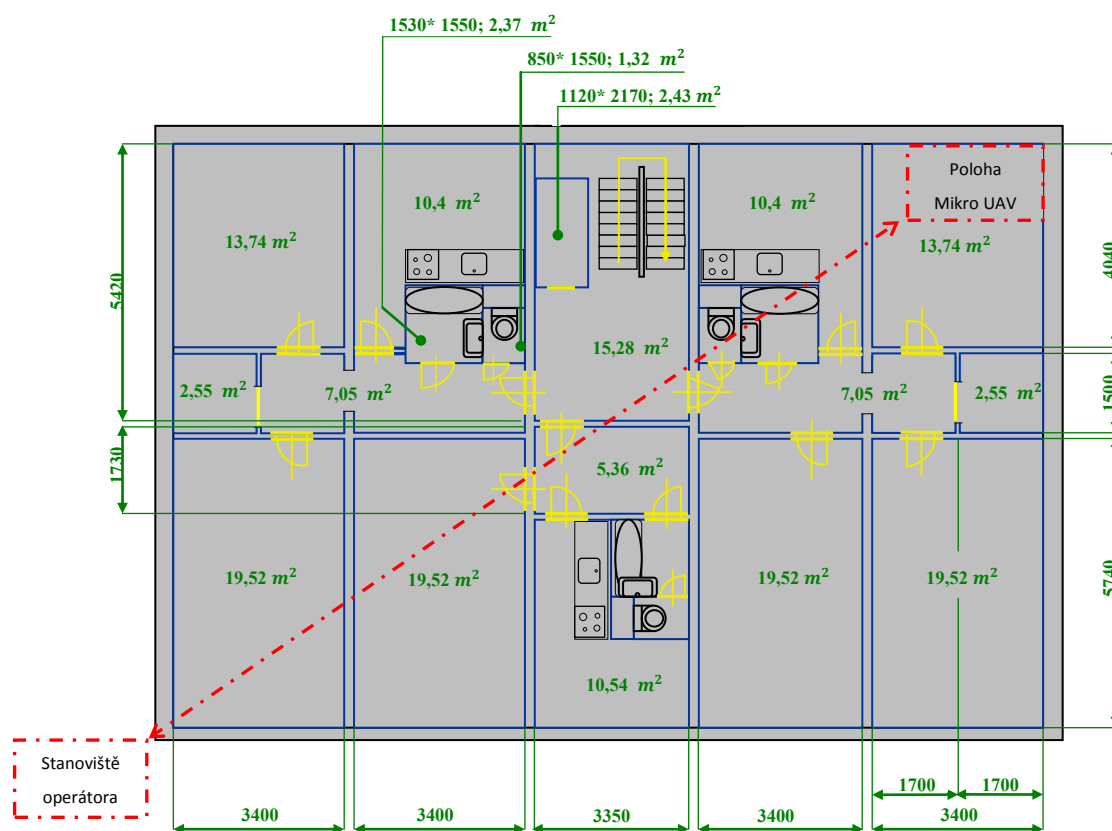 1530* 1550; 2,37 m²
850* 1550; 1,32 m²
1120* 2170; 2,43 m²
Poloha
Mikro UAV
10,4 m²
10,4 m²
13,74 m²
13,74 m²
5420
4040
15,28 m²
2,55 m²
7,05 m²
7,05 m²
2,55 m²
1500
1730
5,36 m²
19,52 m²
19,52 m²
19,52 m²
19,52 m²
5740
10,54 m²
Stanoviště
operátora
1700
1700
3400
3400
3350
3400
3400